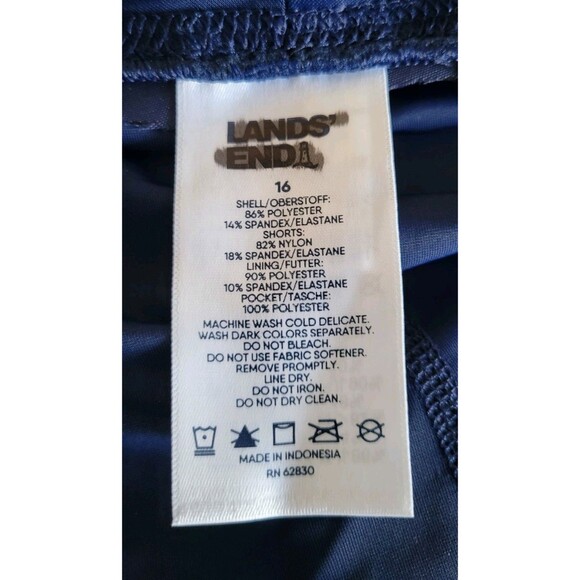 LANDS'
END
16
SHELL/OBERSTOFF:
86% POLYESTER
14% SPANDEX/ELASTANE
SHORTS:
82% NYLON
18% SPANDEX/ELASTANE
LINING/FUTTER:
90% POLYESTER
10% SPANDEX/ELASTANE
POCKET/TASCHE:
100% POLYESTER
MACHINE WASH COLD DELICATE.
WASH DARK COLORS SEPARATELY.
DO NOT BLEACH.
DO NOT USE FABRIC SOFTENER.
REMOVE PROMPTLY.
LINE DRY.
DO NOT IRON.
DO NOT DRY CLEAN.
MADE IN INDONESIA
RN 62830